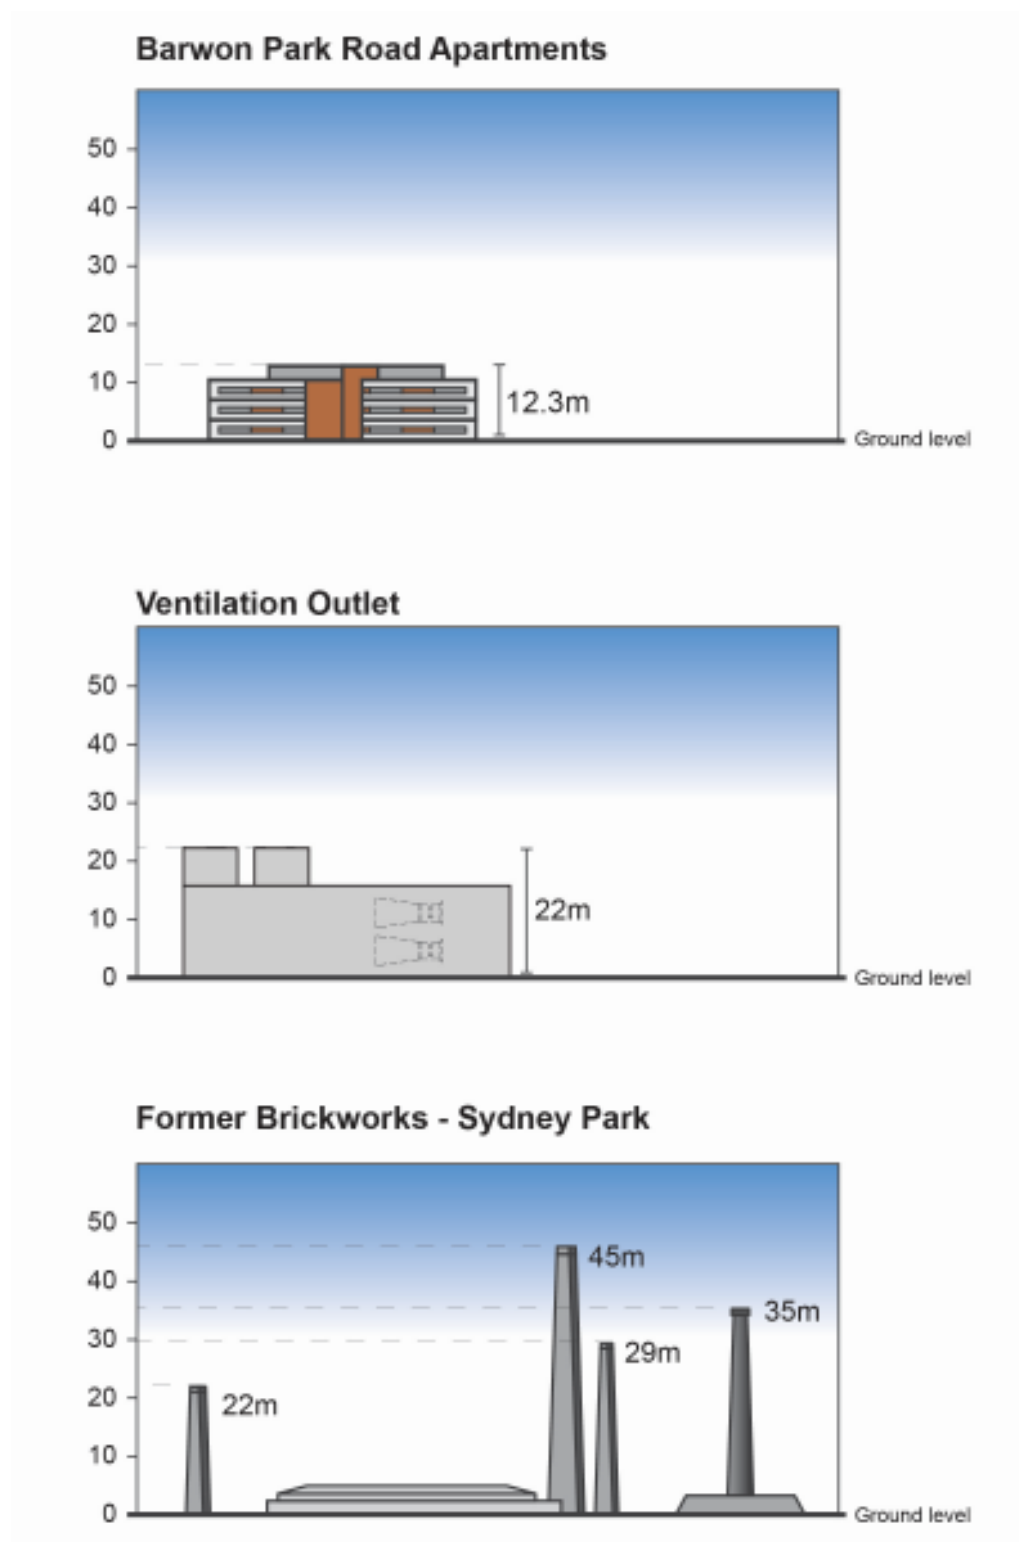 Barwon Park Road Apartments
50
40
30
20
10
0
12.3m
Ground level
Ventilation Outlet
50
40
30
20
10
0
22m
Ground level
Former Brickworks - Sydney Park
50
40
30
20
10
0
45m
35m
29m
22m
Ground level